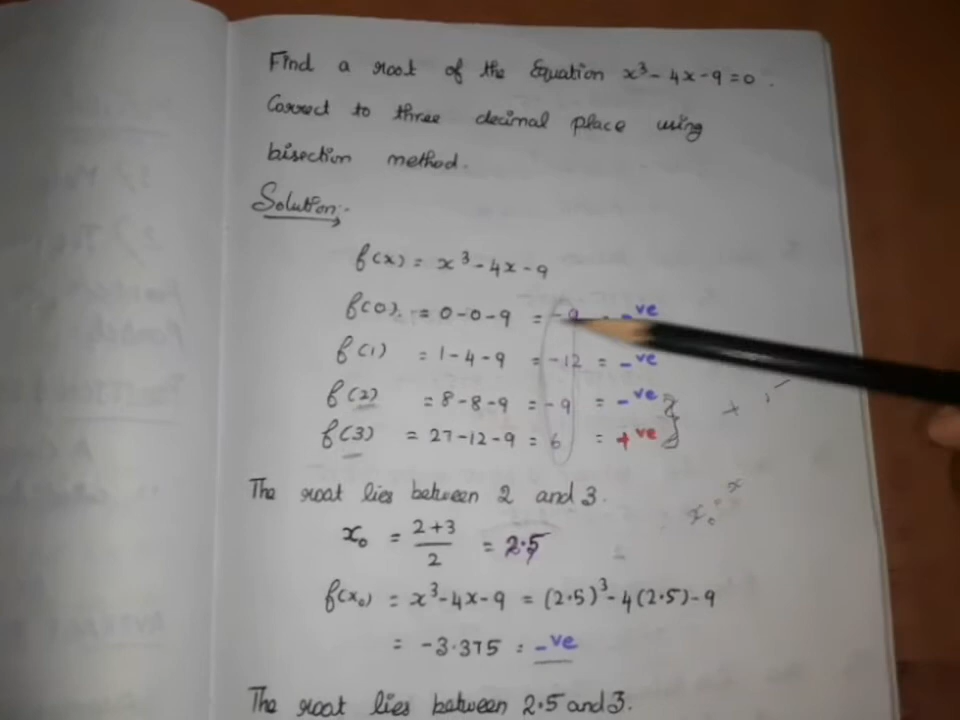 Find a root of the Equation x³ - 4x - 9 = 0.
Correct to three decimal place using
bisection method.
Solution:-
f(x) = x³ - 4x - 9
f(0) = 0-0-9 = -9 = -ve
f(1) = 1-4-9 = -12 = -ve
f(2) = 8-8-9 = -9 = -ve
f(3) = 27-12-9 = 6 = +ve
+, -
The root lies between 2 and 3.
x₀ x
x₀ = 2+3/2 = 2.5
f(x₀) = x³-4x-9 = (2.5)³-4(2.5)-9
= -3.375 = -ve
The root lies between 2.5 and 3.